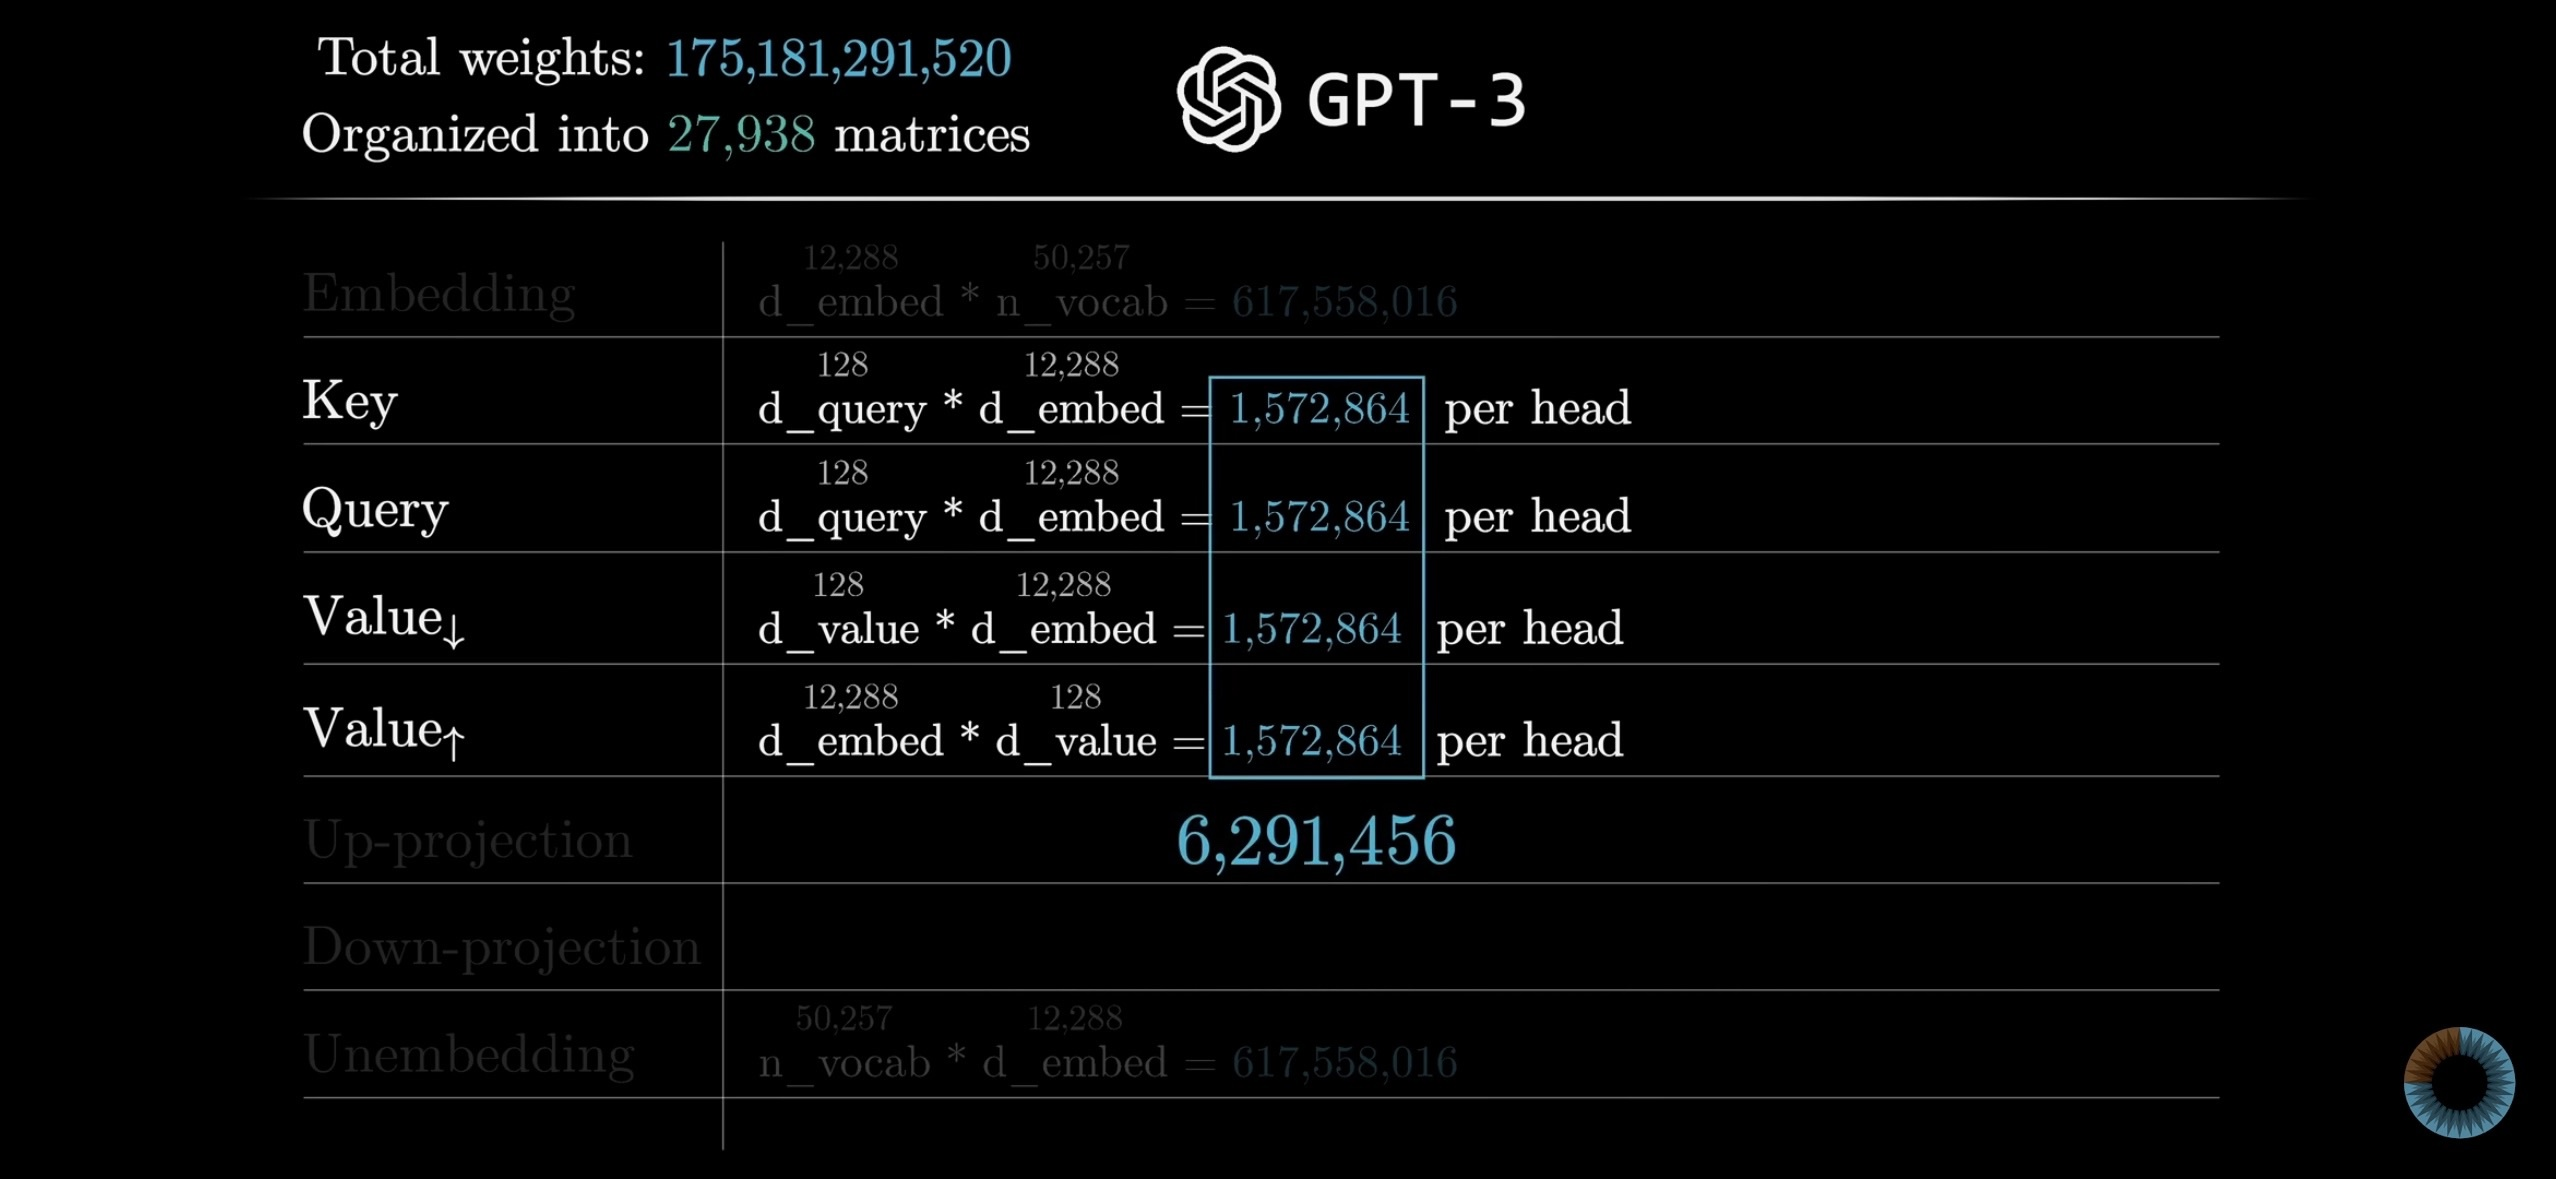 Total weights: 175,181,291,520
Organized into 27,938 matrices
GPT-3
Embedding
12,288 50,257
d_embed * n_vocab = 617,558,016
Key
128 12,288
d_query * d_embed = 1,572,864 per head
Query
128 12,288
d_query * d_embed = 1,572,864 per head
Value↓
128 12,288
d_value * d_embed = 1,572,864 per head
Value↑
12,288 128
d_embed * d_value = 1,572,864 per head
Up-projection
6,291,456
Down-projection
Unembedding
50,257 12,288
n_vocab * d_embed = 617,558,016